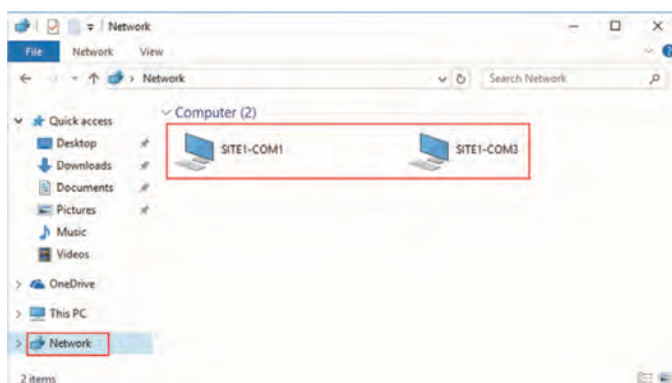 Network
File Network View
Network
Search Network
Quick access
Desktop
Downloads
Documents
Pictures
Music
Videos
OneDrive
This PC
Network
Computer (2)
SITE1-COM1 SITE1-COM3
2 items